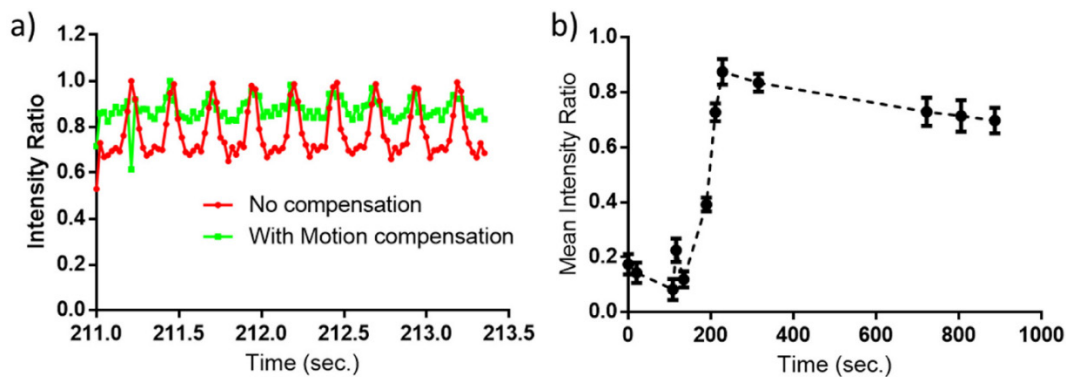 a)
Intensity Ratio
1.2
1.0
0.8
0.6
0.4
0.2
0.0
No compensation
With Motion compensation
211.0 211.5 212.0 212.5 213.0 213.5
Time (sec.)
b)
Mean Intensity Ratio
1.0
0.8
0.6
0.4
0.2
0.0
0 200 400 600 800 1000
Time (sec.)